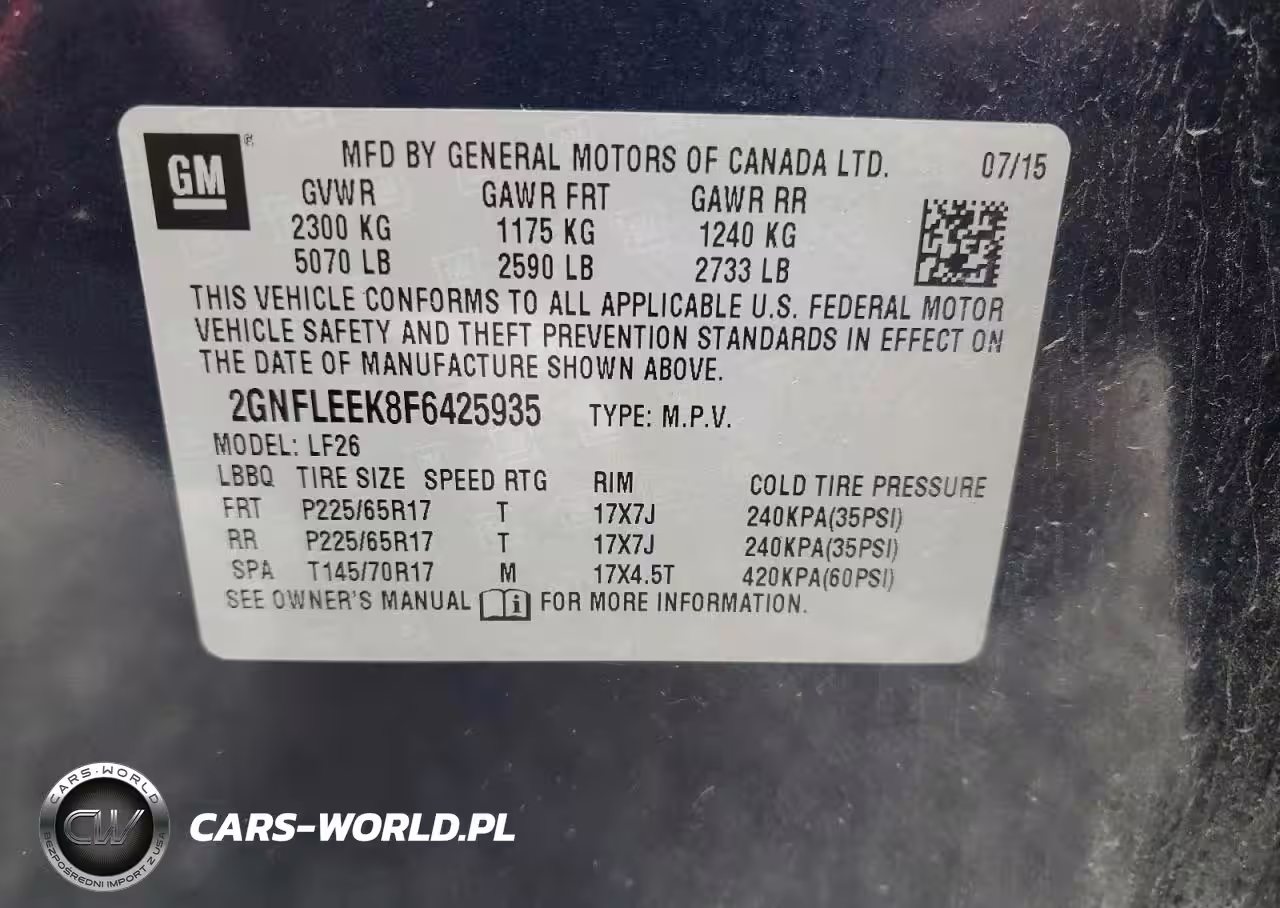 GM
MFD BY GENERAL MOTORS OF CANADA LTD. 07/15
GVWR GAWR FRT GAWR RR
2300 KG 1175 KG 1240 KG
5070 LB 2590 LB 2733 LB
THIS VEHICLE CONFORMS TO ALL APPLICABLE U.S. FEDERAL MOTOR
VEHICLE SAFETY AND THEFT PREVENTION STANDARDS IN EFFECT ON
THE DATE OF MANUFACTURE SHOWN ABOVE.
2GNFLEEK8F6425935 TYPE: M.P.V.
MODEL: LF26
LBBQ TIRE SIZE SPEED RTG RIM COLD TIRE PRESSURE
FRT P225/65R17 T 17X7J 240KPA(35PSI)
RR P225/65R17 T 17X7J 240KPA(35PSI)
SPA T145/70R17 M 17X4.5T 420KPA(60PSI)
SEE OWNER'S MANUAL i FOR MORE INFORMATION.
CARS-WORLD
CW
BEZPOŚREDNI IMPORT Z USA
CARS-WORLD.PL